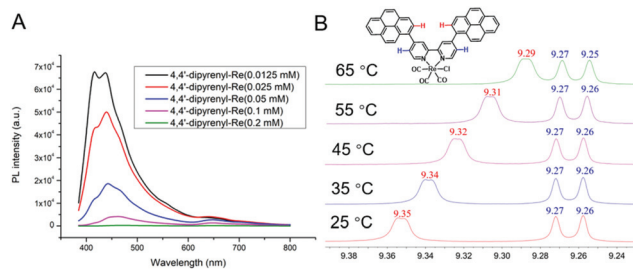 A
PL intensity (a.u.)
7x10⁴
6x10⁴
5x10⁴
4x10⁴
3x10⁴
2x10⁴
1x10⁴
0
4,4'-dipyrenyl-Re(0.0125 mM)
4,4'-dipyrenyl-Re(0.025 mM)
4,4'-dipyrenyl-Re(0.05 mM)
4,4'-dipyrenyl-Re(0.1 mM)
4,4'-dipyrenyl-Re(0.2 mM)
400 500 600 700 800
Wavelength (nm)
B
H H
H H
N N
OC Re Cl
OC CO
65 °C 9.29 9.27 9.25
55 °C 9.31 9.27 9.26
45 °C 9.32 9.27 9.26
35 °C 9.34 9.27 9.26
25 °C 9.35 9.27 9.26
9.38 9.36 9.34 9.32 9.30 9.28 9.26 9.24